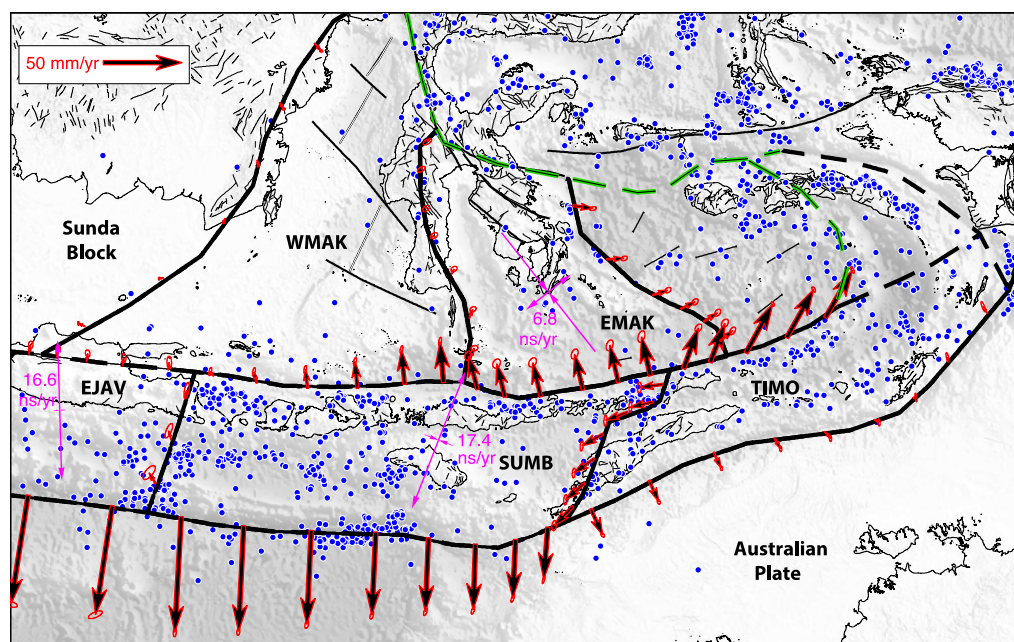 50 mm/yr
Sunda
Block
WMAK
6.8
ns/yr
EMAK
16.6
ns/yr
EJAV
TIMO
17.4
ns/yr
SUMB
Australian
Plate